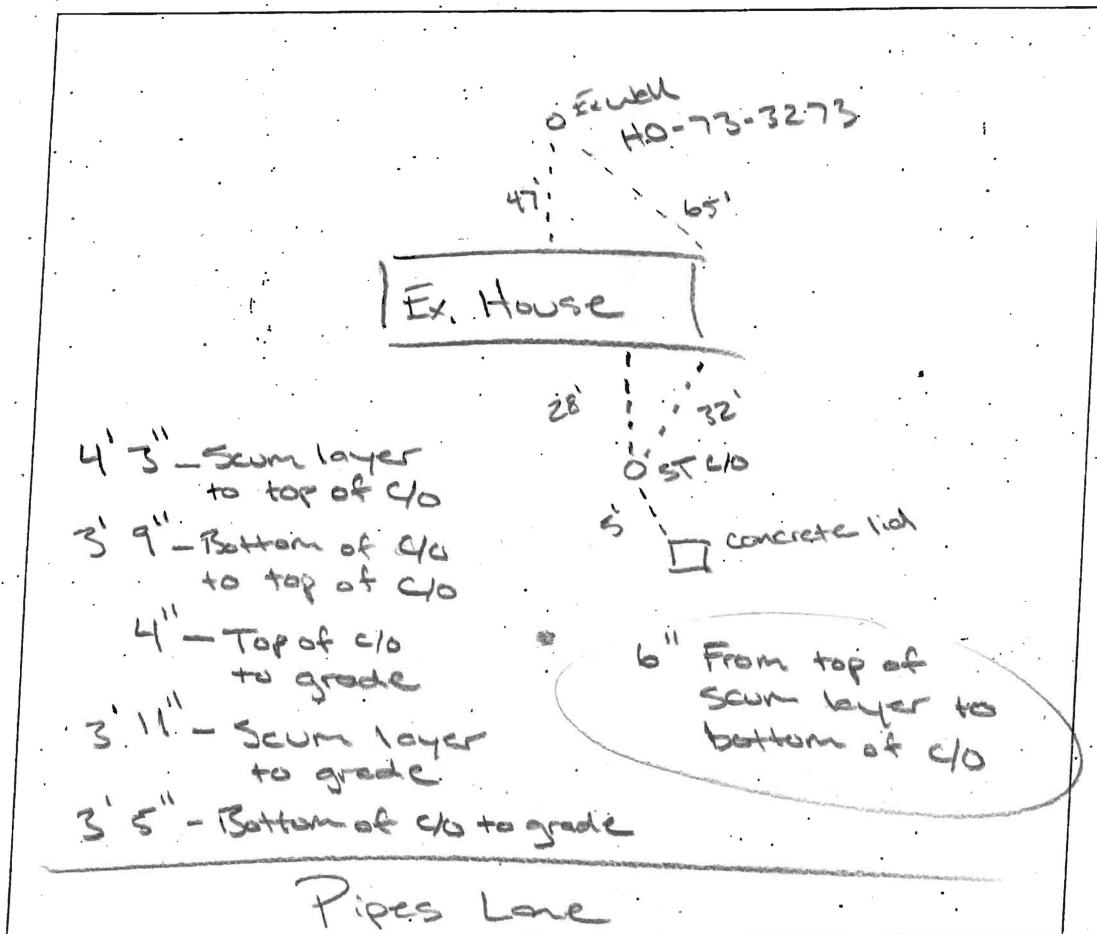 Ex well
HO-73-3273
47'
65'
Ex. House
28'
32'
ST C/O
5'
concrete lid
4' 3" - Scum layer
to top of C/O
3' 9" - Bottom of C/O
to top of C/O
4" - Top of C/O
to grade
3' 11" - Scum layer
to grade
3' 5" - Bottom of C/O to grade
6" From top of
scum layer to
bottom of C/O
Pipes Lane